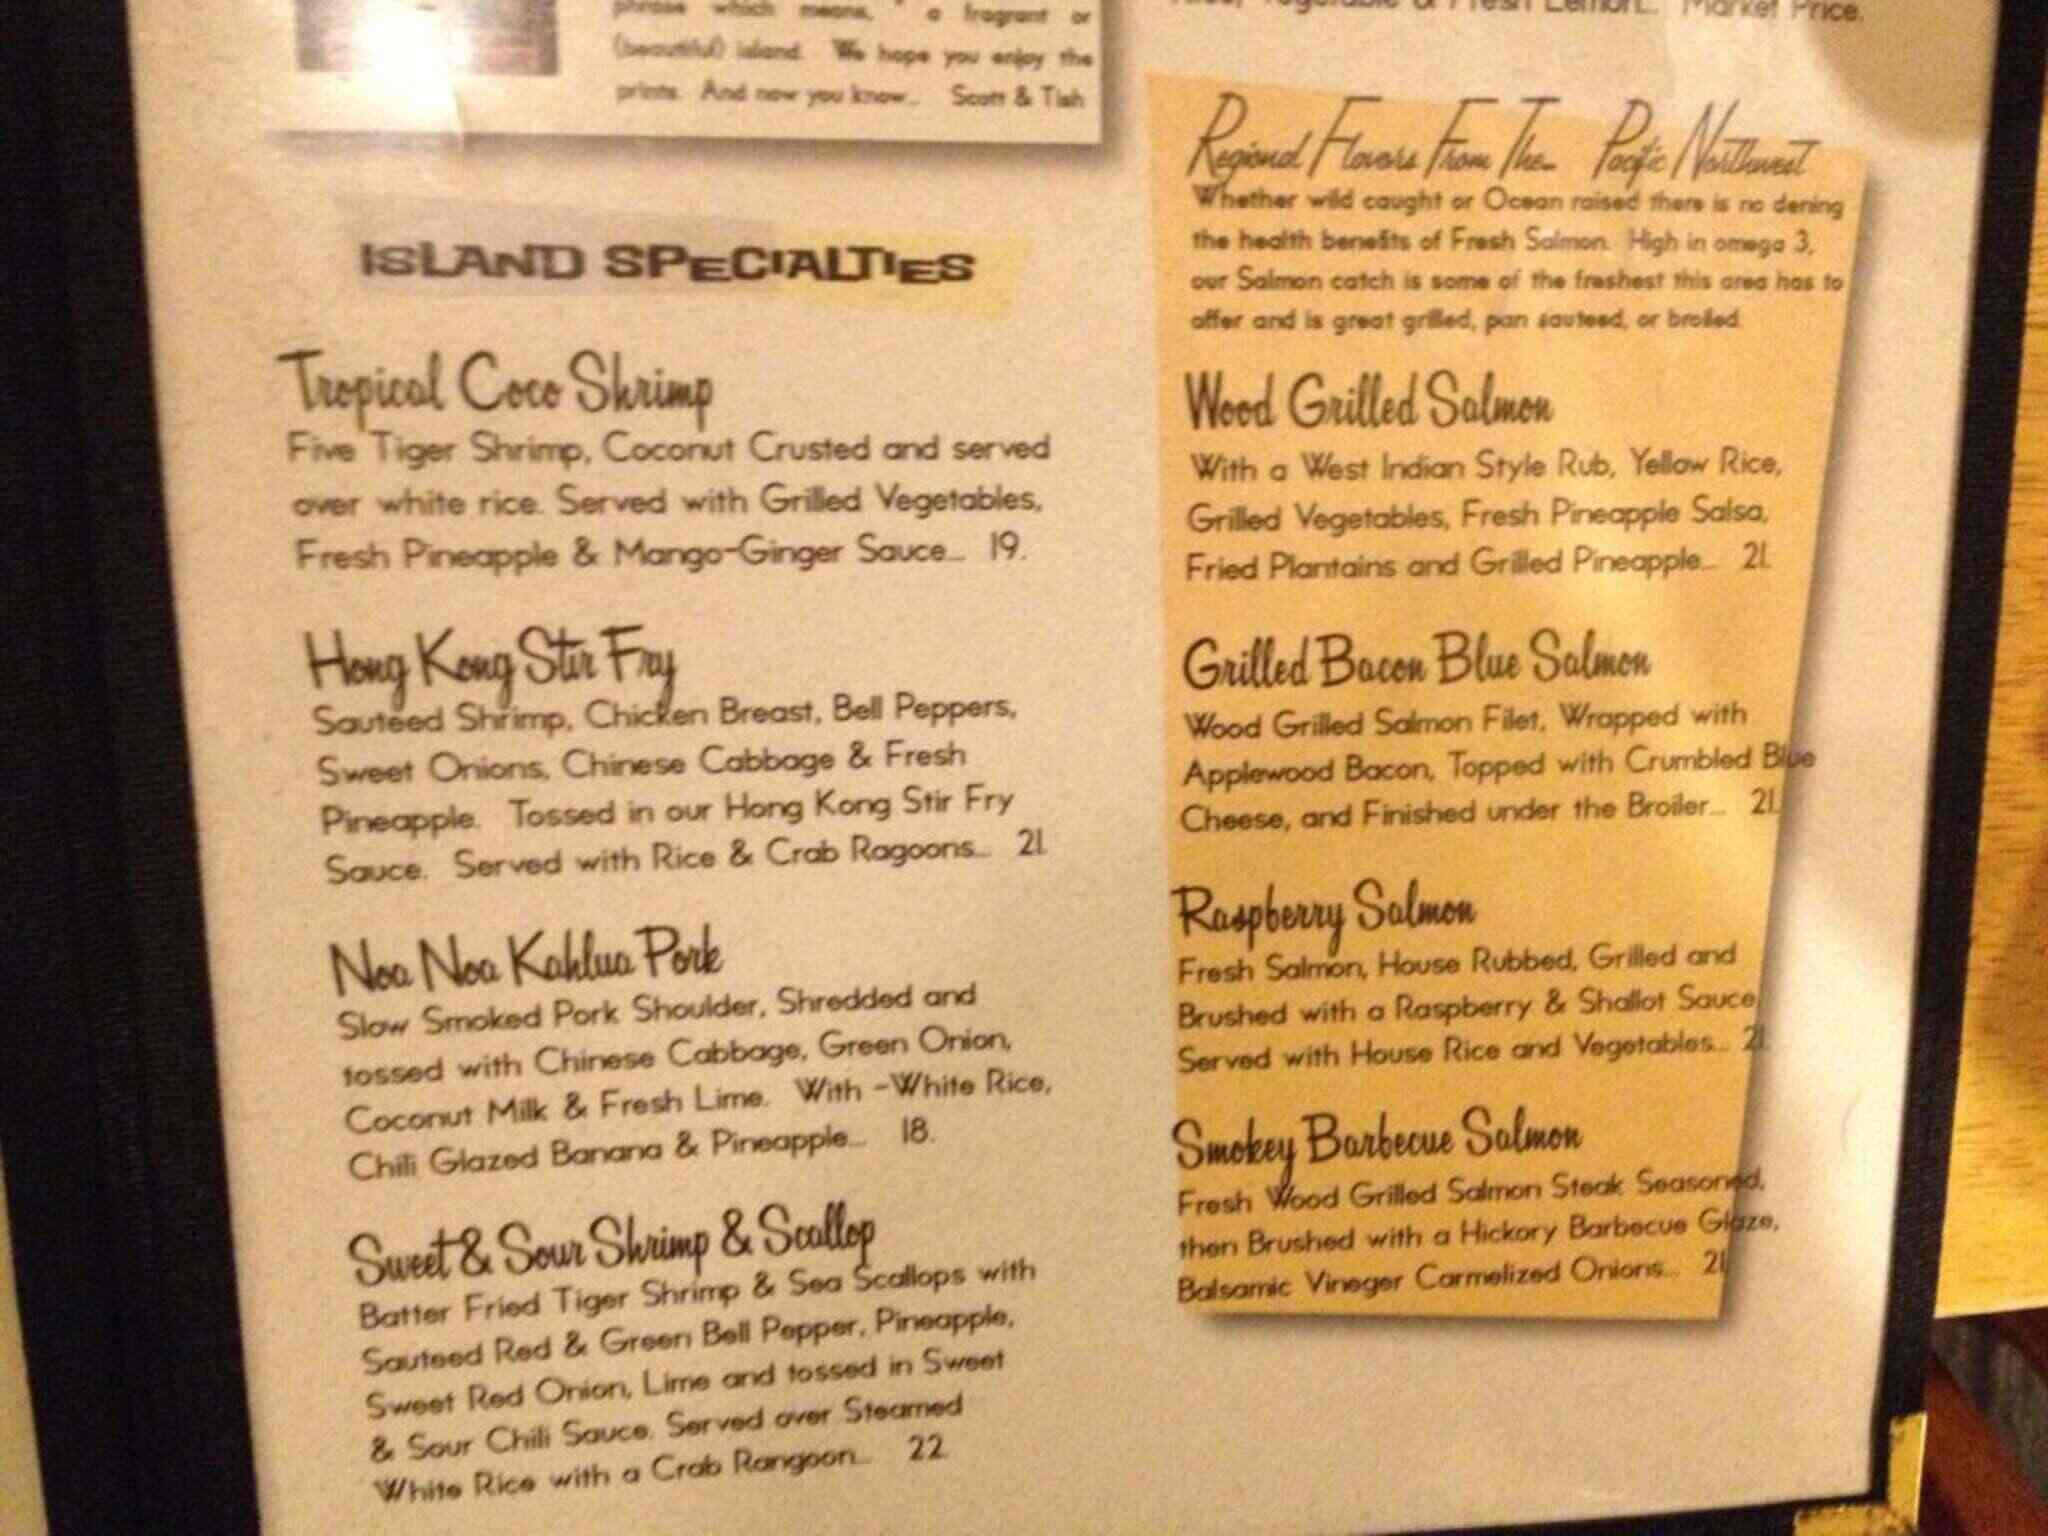 phrase which means, " a fragrant or
(beautiful) island. We hope you enjoy the
prints. And now you know... Scott & Tish
ISLAND SPECIALTIES
Tropical Coco Shrimp
Five Tiger Shrimp, Coconut Crusted and served
over white rice. Served with Grilled Vegetables,
Fresh Pineapple & Mango-Ginger Sauce... 19.
Hong Kong Stir Fry
Sauteed Shrimp, Chicken Breast, Bell Peppers,
Sweet Onions, Chinese Cabbage & Fresh
Pineapple. Tossed in our Hong Kong Stir Fry
Sauce. Served with Rice & Crab Ragoons... 21.
Noa Noa Kahlua Pork
Slow Smoked Pork Shoulder, Shredded and
tossed with Chinese Cabbage, Green Onion,
Coconut Milk & Fresh Lime. With -White Rice,
Chili Glazed Banana & Pineapple... 18.
Sweet & Sour Shrimp & Scallop
Batter Fried Tiger Shrimp & Sea Scallops with
Sauteed Red & Green Bell Pepper, Pineapple,
Sweet Red Onion, Lime and tossed in Sweet
& Sour Chili Sauce. Served over Steamed
White Rice with a Crab Rangoon... 22.
Vegetable & Fresh Lemon... Market Price.
Regional Flavors From The... Pacific Northwest
Whether wild caught or Ocean raised there is no dening
the health benefits of Fresh Salmon. High in omega 3,
our Salmon catch is some of the freshest this area has to
offer and is great grilled, pan sauteed, or broiled.
Wood Grilled Salmon
With a West Indian Style Rub, Yellow Rice,
Grilled Vegetables, Fresh Pineapple Salsa,
Fried Plantains and Grilled Pineapple... 21.
Grilled Bacon Blue Salmon
Wood Grilled Salmon Filet, Wrapped with
Applewood Bacon, Topped with Crumbled Blue
Cheese, and Finished under the Broiler... 21.
Raspberry Salmon
Fresh Salmon, House Rubbed, Grilled and
Brushed with a Raspberry & Shallot Sauce
Served with House Rice and Vegetables... 21.
Smokey Barbecue Salmon
Fresh Wood Grilled Salmon Steak Seasoned,
then Brushed with a Hickory Barbecue Glaze,
Balsamic Vineger Carmelized Onions... 21.